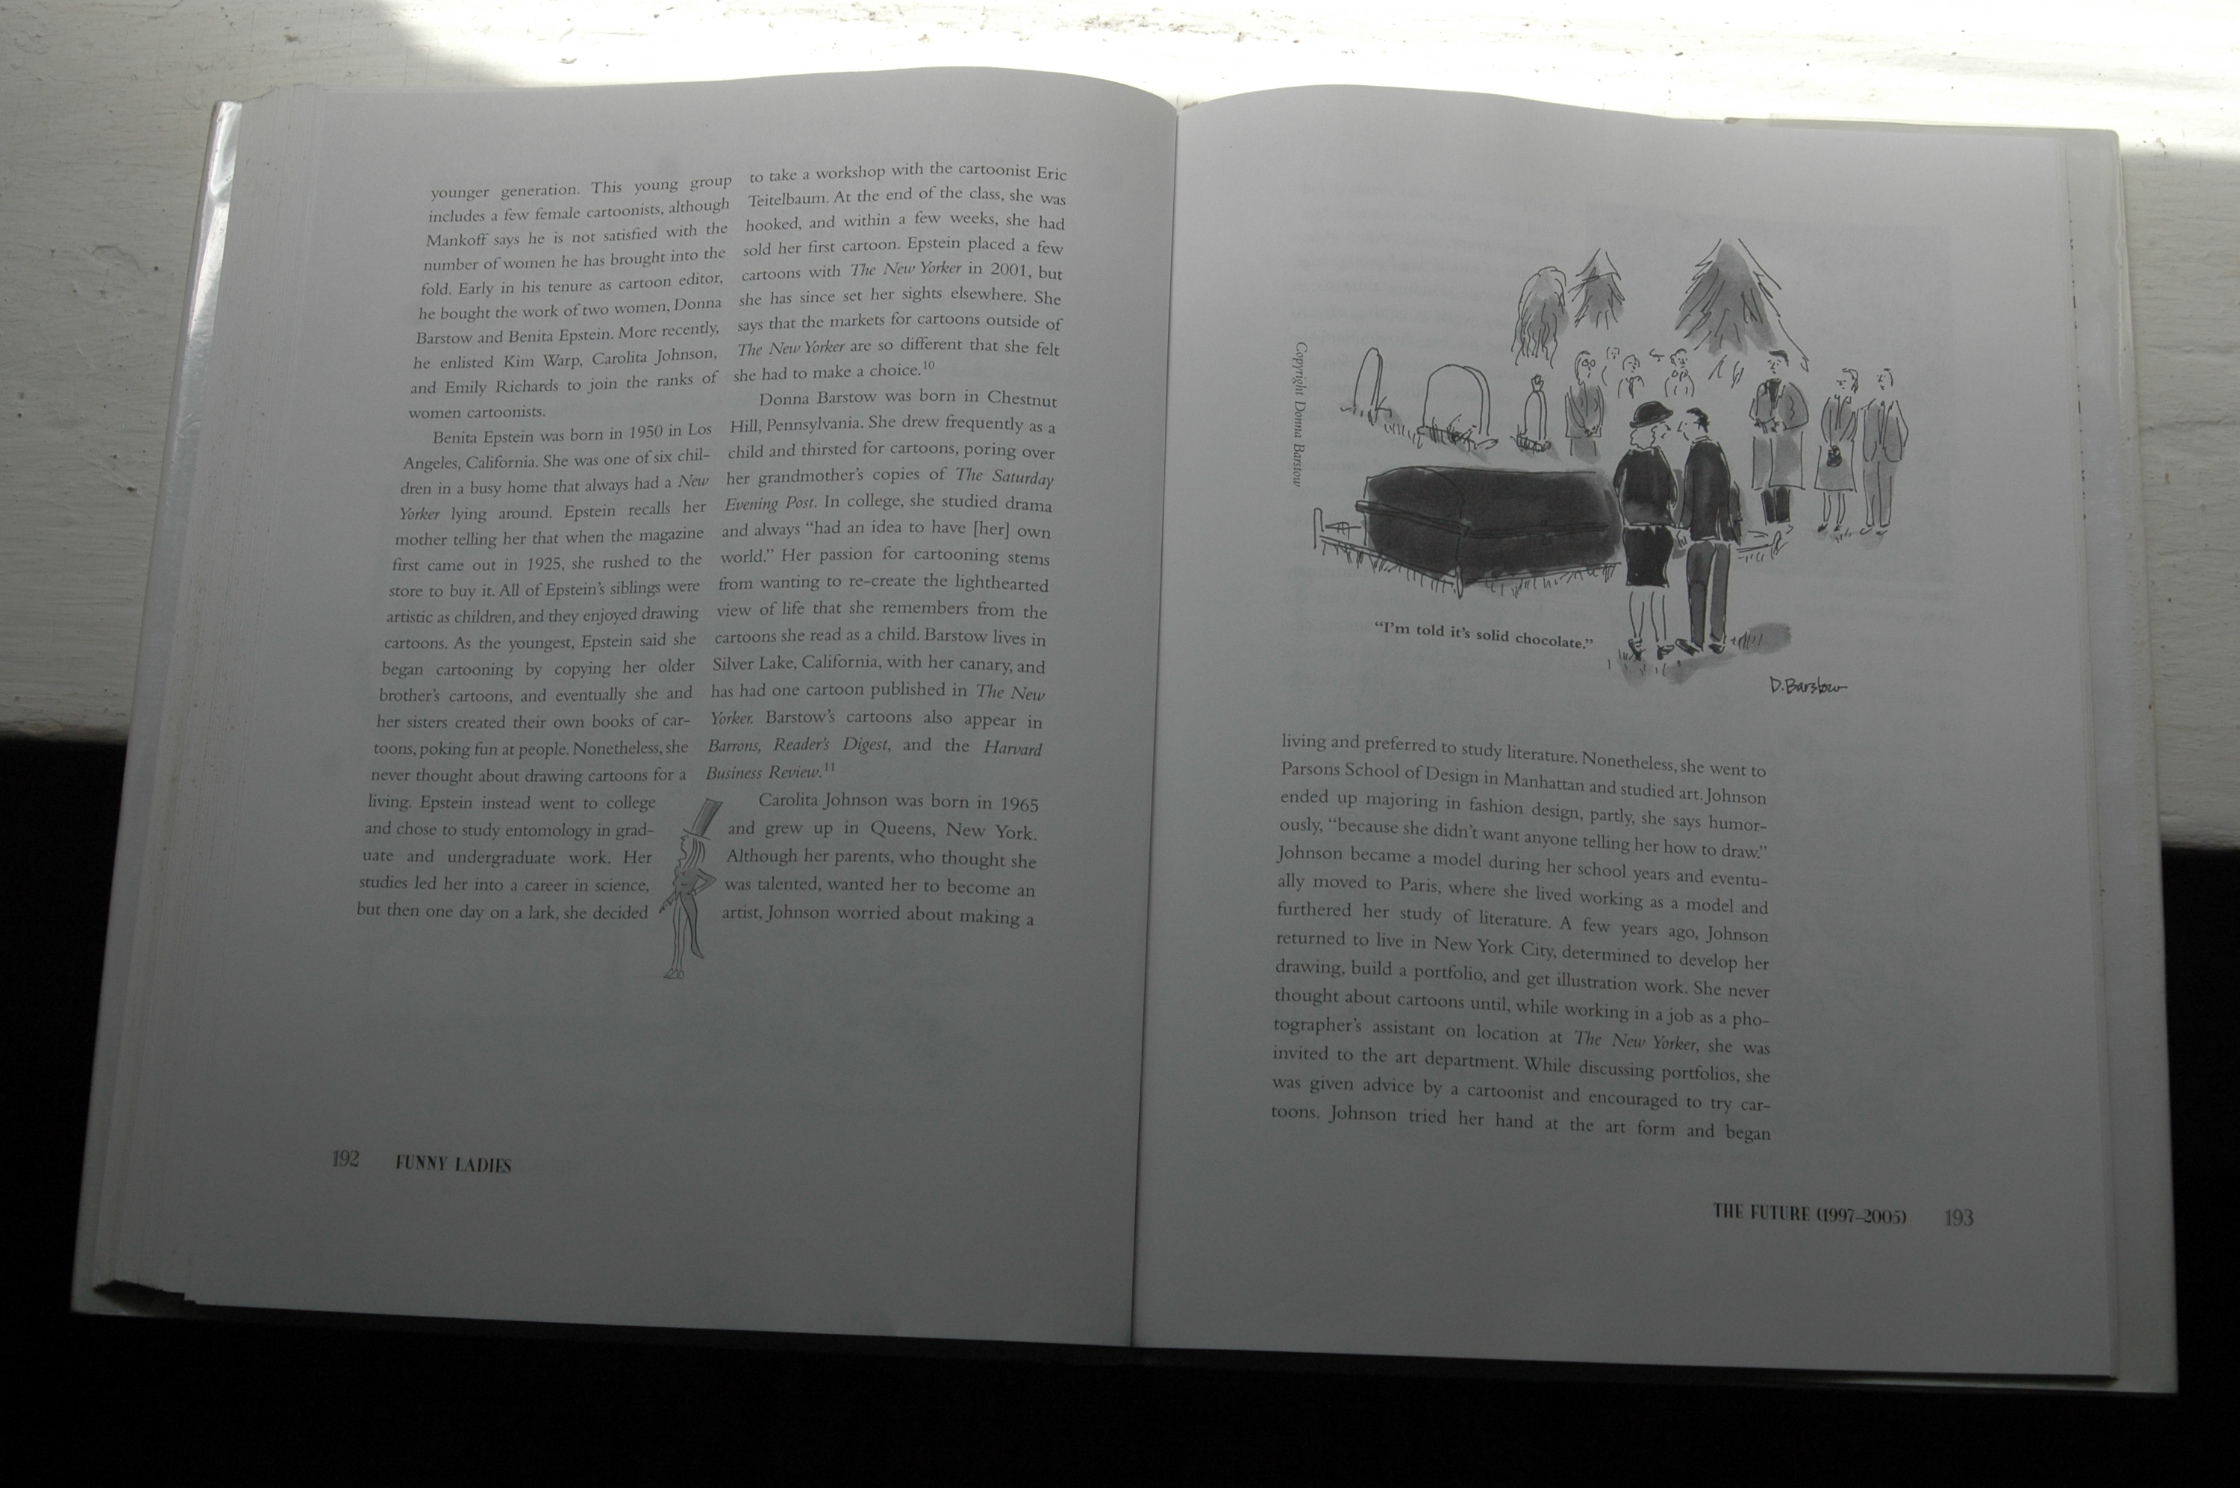 younger generation. This young group
includes a few female cartoonists, although
Mankoff says he is not satisfied with the
number of women he has brought into the
fold. Early in his tenure as cartoon editor,
he bought the work of two women, Donna
Barstow and Benita Epstein. More recently,
he enlisted Kim Warp, Carolita Johnson,
and Emily Richards to join the ranks of
women cartoonists.
Benita Epstein was born in 1950 in Los
Angeles, California. She was one of six chil-
dren in a busy home that always had a New
Yorker lying around. Epstein recalls her
mother telling her that when the magazine
first came out in 1925, she rushed to the
store to buy it. All of Epstein's siblings were
artistic as children, and they enjoyed drawing
cartoons. As the youngest, Epstein said she
began cartooning by copying her older
brother's cartoons, and eventually she and
her sisters created their own books of car-
toons, poking fun at people. Nonetheless, she
never thought about drawing cartoons for a
living. Epstein instead went to college
and chose to study entomology in grad-
uate and undergraduate work. Her
studies led her into a career in science,
but then one day on a lark, she decided
to take a workshop with the cartoonist Eric
Teitelbaum. At the end of the class, she was
hooked, and within a few weeks, she had
sold her first cartoon. Epstein placed a few
cartoons with The New Yorker in 2001, but
she has since set her sights elsewhere. She
says that the markets for cartoons outside of
The New Yorker are so different that she felt
she had to make a choice.10
Donna Barstow was born in Chestnut
Hill, Pennsylvania. She drew frequently as a
child and thirsted for cartoons, poring over
her grandmother's copies of The Saturday
Evening Post. In college, she studied drama
and always “had an idea to have [her] own
world.” Her passion for cartooning stems
from wanting to re-create the lighthearted
view of life that she remembers from the
cartoons she read as a child. Barstow lives in
Silver Lake, California, with her canary, and
has had one cartoon published in The New
Yorker. Barstow's cartoons also appear in
Barrons, Reader's Digest, and the Harvard
Business Review.11
Carolita Johnson was born in 1965
and grew up in Queens, New York.
Although her parents, who thought she
was talented, wanted her to become an
artist, Johnson worried about making a
192 FUNNY LADIES
Copyright Donna Barstow
“I'm told it's solid chocolate.”
D. Barstow
living and preferred to study literature. Nonetheless, she went to
Parsons School of Design in Manhattan and studied art. Johnson
ended up majoring in fashion design, partly, she says humor-
ously, “because she didn't want anyone telling her how to draw.”
Johnson became a model during her school years and eventu-
ally moved to Paris, where she lived working as a model and
furthered her study of literature. A few years ago, Johnson
returned to live in New York City, determined to develop her
drawing, build a portfolio, and get illustration work. She never
thought about cartoons until, while working in a job as a pho-
tographer's assistant on location at The New Yorker, she was
invited to the art department. While discussing portfolios, she
was given advice by a cartoonist and encouraged to try car-
toons. Johnson tried her hand at the art form and began
THE FUTURE (1997–2005) 193